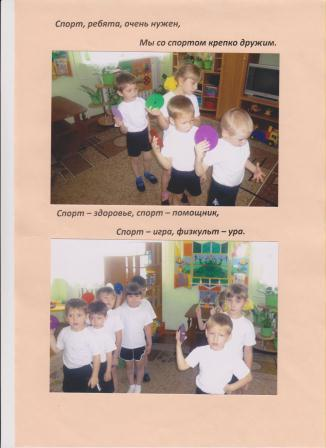 Спорт, ребята, очень нужен,
Мы со спортом крепко дружим.
Спорт – здоровье, спорт – помощник,
Спорт – игра, физкульт – ура.